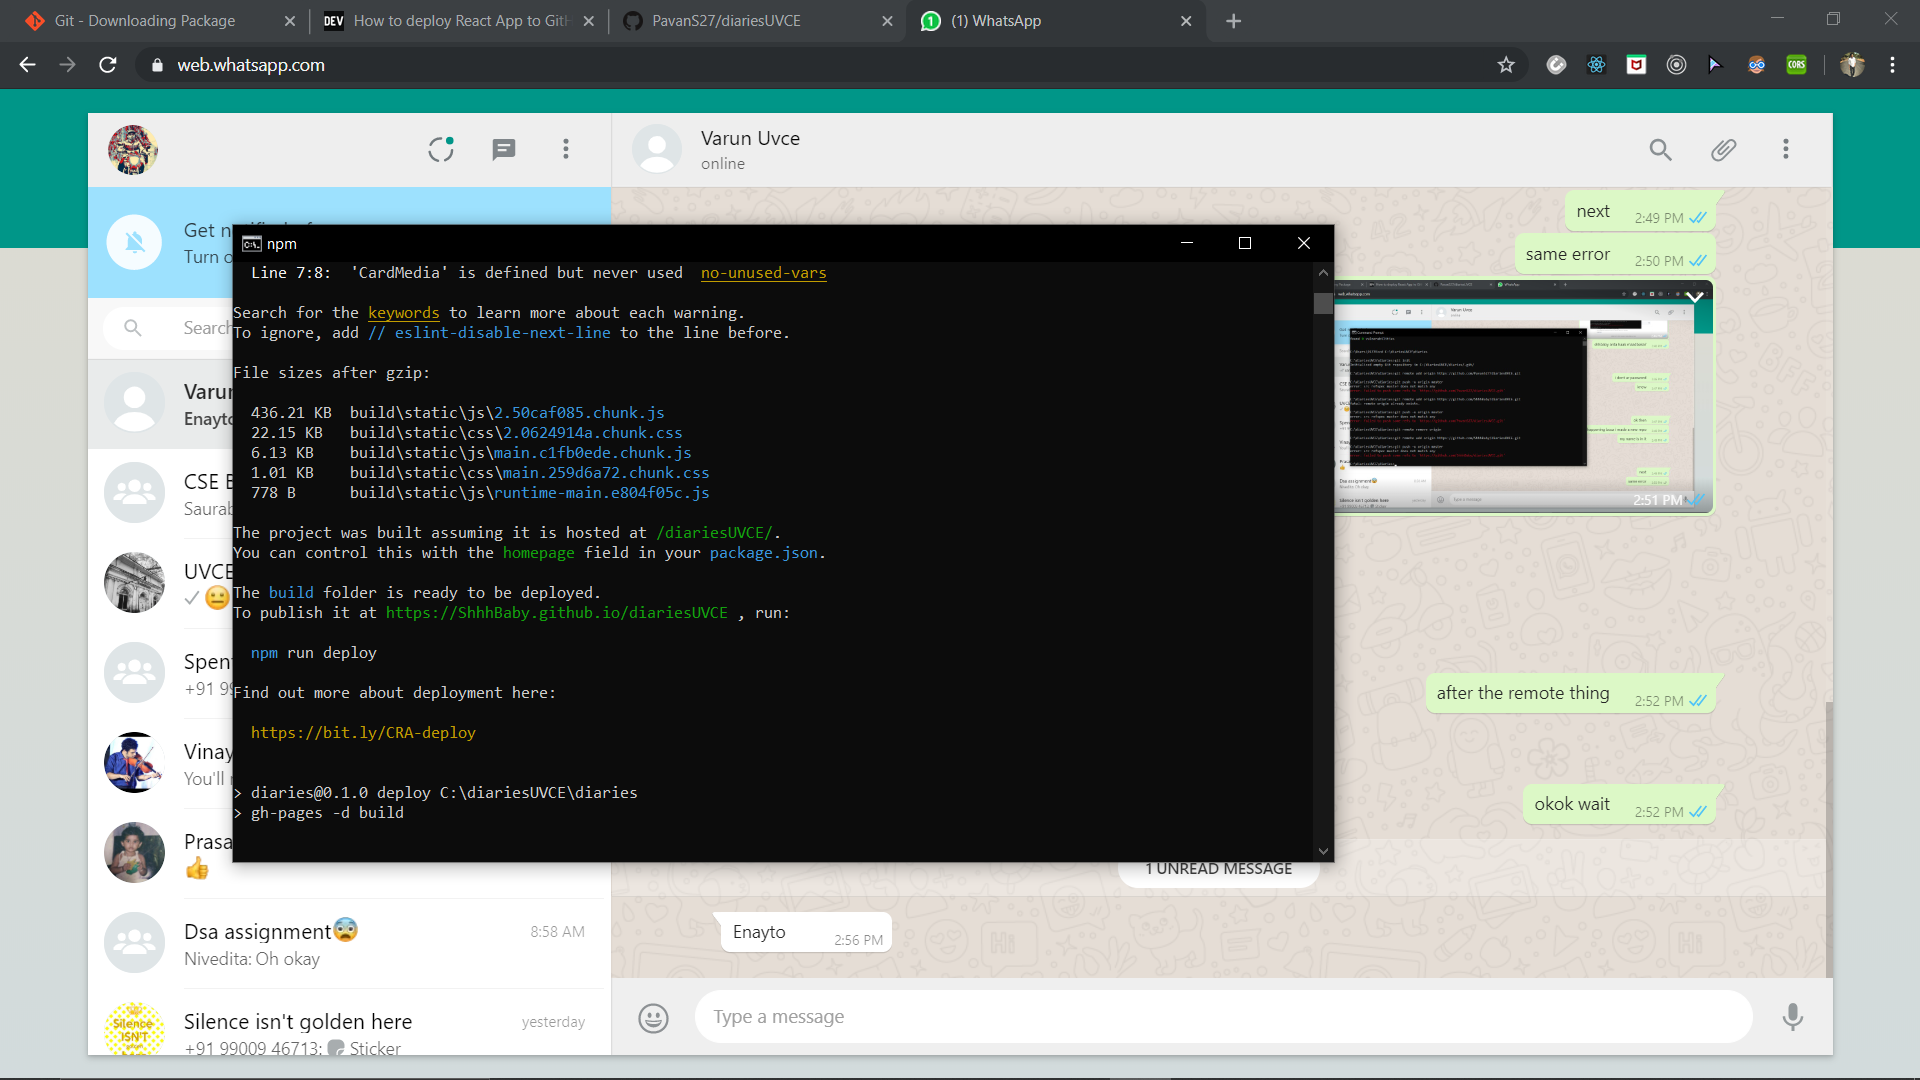 Git - Downloading Package
DEV How to deploy React App to GitH
PavanS27/diariesUVCE
(1) WhatsApp
web.whatsapp.com
CORS
Varun Uvce
online
Get n
Turn o
Search
Varun
Enayto
CSE E
Saurab
UVCE
Spent
+91 99
Vinay
You'll
Prasa
Dsa assignment😨
8:58 AM
Nivedita: Oh okay
Silence isn't golden here
yesterday
+91 99009 46713: Sticker
Silence
ISN'T
npm
Line 7:8: 'CardMedia' is defined but never used no-unused-vars
Search for the keywords to learn more about each warning.
To ignore, add // eslint-disable-next-line to the line before.
File sizes after gzip:
436.21 KB build\static\js\2.50caf085.chunk.js
22.15 KB build\static\css\2.0624914a.chunk.css
6.13 KB build\static\js\main.c1fb0ede.chunk.js
1.01 KB build\static\css\main.259d6a72.chunk.css
778 B build\static\js\runtime-main.e804f05c.js
The project was built assuming it is hosted at /diariesUVCE/.
You can control this with the homepage field in your package.json.
The build folder is ready to be deployed.
To publish it at https://ShhhBaby.github.io/diariesUVCE , run:
npm run deploy
Find out more about deployment here:
https://bit.ly/CRA-deploy
> diaries@0.1.0 deploy C:\diariesUVCE\diaries
> gh-pages -d build
next 2:49 PM
same error 2:50 PM
2:51 PM
after the remote thing 2:52 PM
okok wait 2:52 PM
1 UNREAD MESSAGE
Enayto 2:56 PM
Type a message